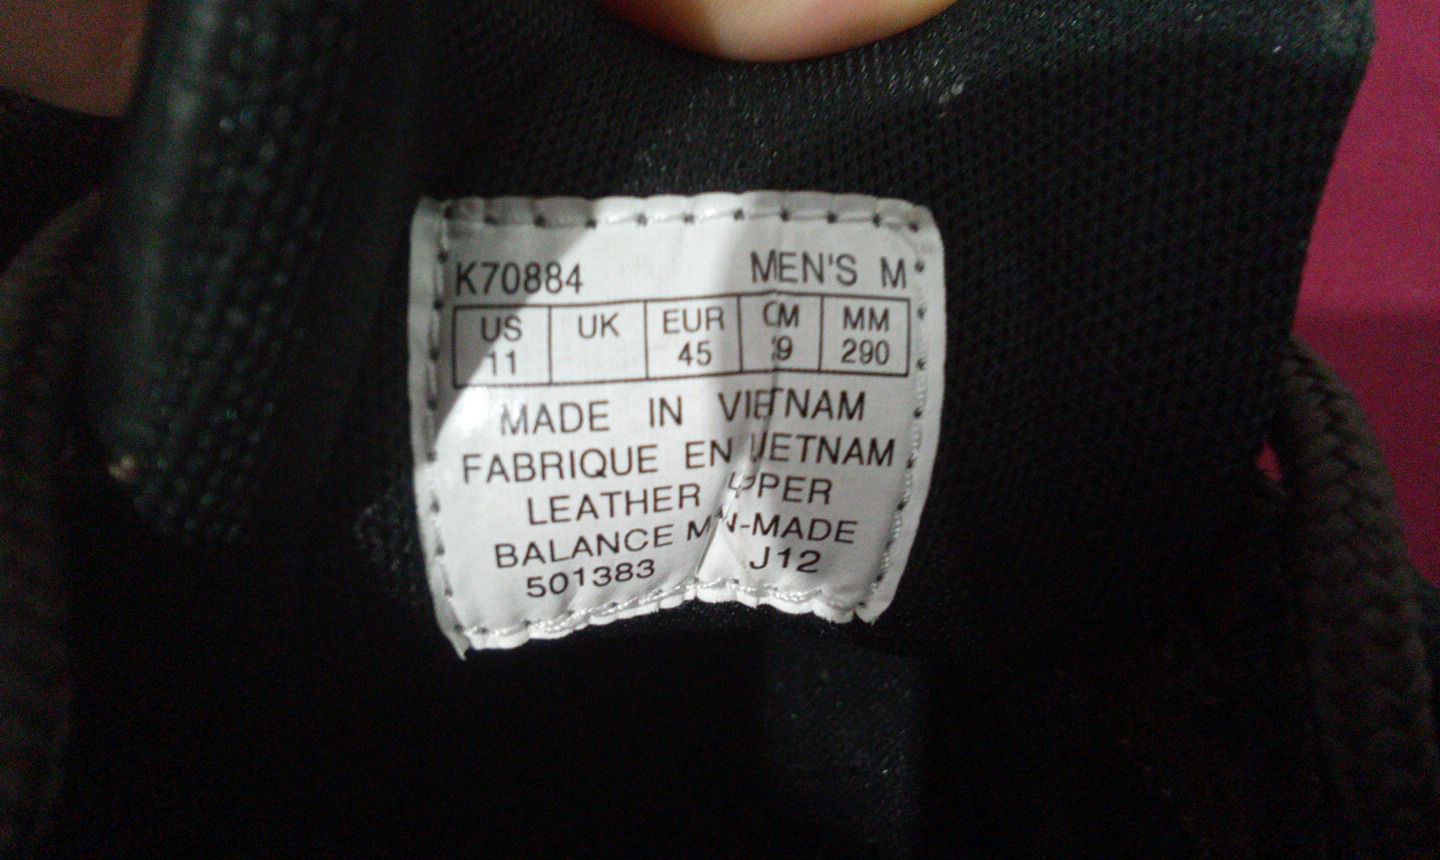 K70884 MEN'S M
US UK EUR CM MM
11 45 29 290
MADE IN VIETNAM
FABRIQUE EN VIETNAM
LEATHER UPPER
BALANCE MAN-MADE
501383 J12